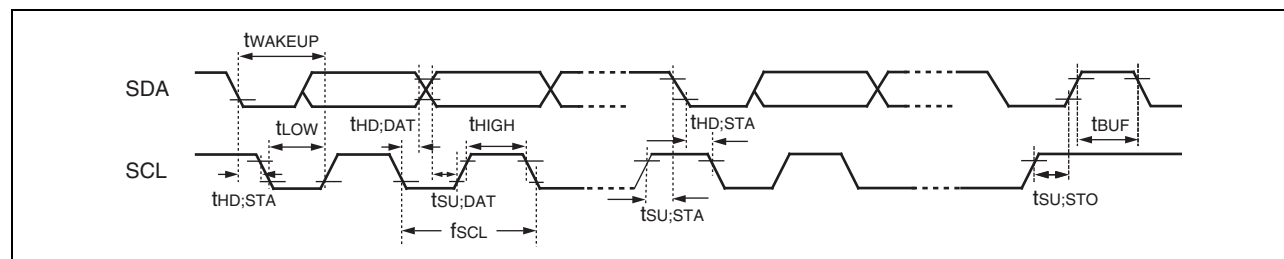 tWAKEUP
SDA
tLOW
tHD;DAT
tHIGH
tHD;STA
tBUF
SCL
tHD;STA
tSU;DAT
tSU;STA
tSU;STO
fSCL